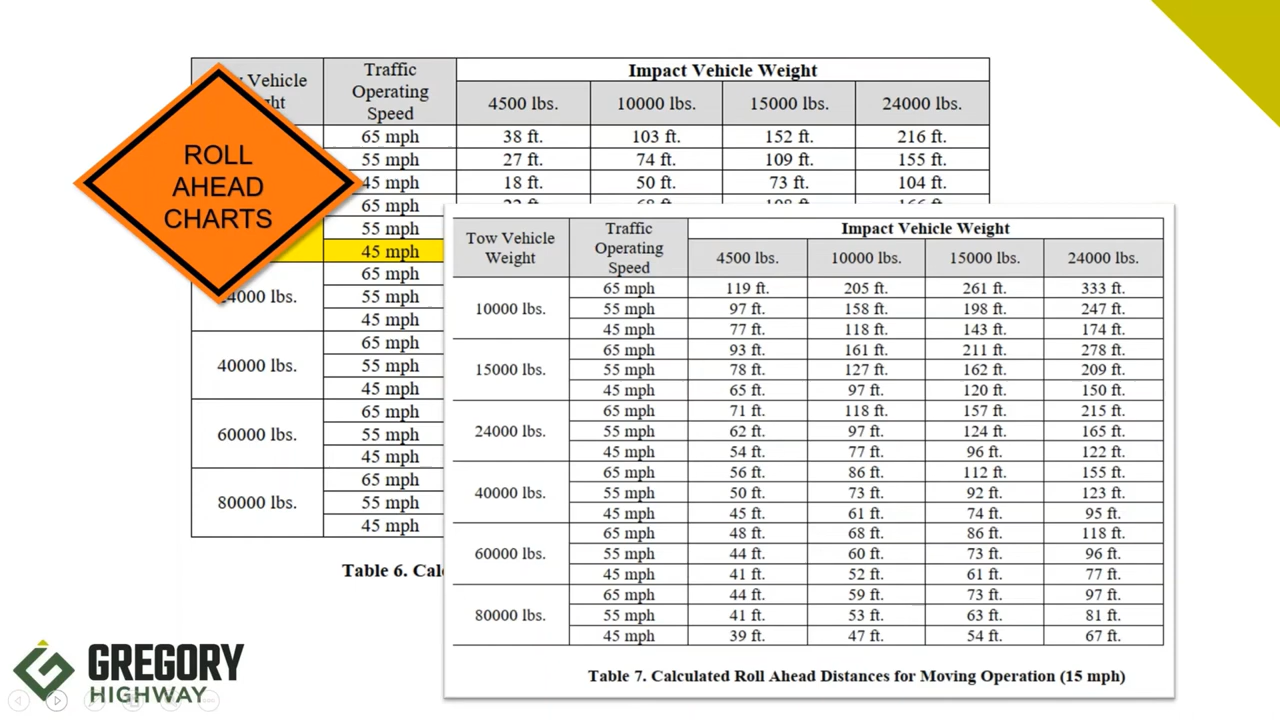 ROLL
AHEAD
CHARTS
Vehicle
Traffic
Operating
Speed
Impact Vehicle Weight
4500 lbs. 10000 lbs. 15000 lbs. 24000 lbs.
65 mph 38 ft. 103 ft. 152 ft. 216 ft.
55 mph 27 ft. 74 ft. 109 ft. 155 ft.
45 mph 18 ft. 50 ft. 73 ft. 104 ft.
65 mph
55 mph
45 mph
65 mph
55 mph
45 mph
40000 lbs.
65 mph
55 mph
45 mph
60000 lbs.
65 mph
55 mph
45 mph
80000 lbs.
65 mph
55 mph
45 mph
Table 6.
Tow Vehicle
Weight
Traffic
Operating
Speed
Impact Vehicle Weight
4500 lbs. 10000 lbs. 15000 lbs. 24000 lbs.
10000 lbs.
65 mph 119 ft. 205 ft. 261 ft. 333 ft.
55 mph 97 ft. 158 ft. 198 ft. 247 ft.
45 mph 77 ft. 118 ft. 143 ft. 174 ft.
15000 lbs.
65 mph 93 ft. 161 ft. 211 ft. 278 ft.
55 mph 78 ft. 127 ft. 162 ft. 209 ft.
45 mph 65 ft. 97 ft. 120 ft. 150 ft.
24000 lbs.
65 mph 71 ft. 118 ft. 157 ft. 215 ft.
55 mph 62 ft. 97 ft. 124 ft. 165 ft.
45 mph 54 ft. 77 ft. 96 ft. 122 ft.
40000 lbs.
65 mph 56 ft. 86 ft. 112 ft. 155 ft.
55 mph 50 ft. 73 ft. 92 ft. 123 ft.
45 mph 45 ft. 61 ft. 74 ft. 95 ft.
60000 lbs.
65 mph 48 ft. 68 ft. 86 ft. 118 ft.
55 mph 44 ft. 60 ft. 73 ft. 96 ft.
45 mph 41 ft. 52 ft. 61 ft. 77 ft.
80000 lbs.
65 mph 44 ft. 59 ft. 73 ft. 97 ft.
55 mph 41 ft. 53 ft. 63 ft. 81 ft.
45 mph 39 ft. 47 ft. 54 ft. 67 ft.
Table 7. Calculated Roll Ahead Distances for Moving Operation (15 mph)
GREGORY
HIGHWAY